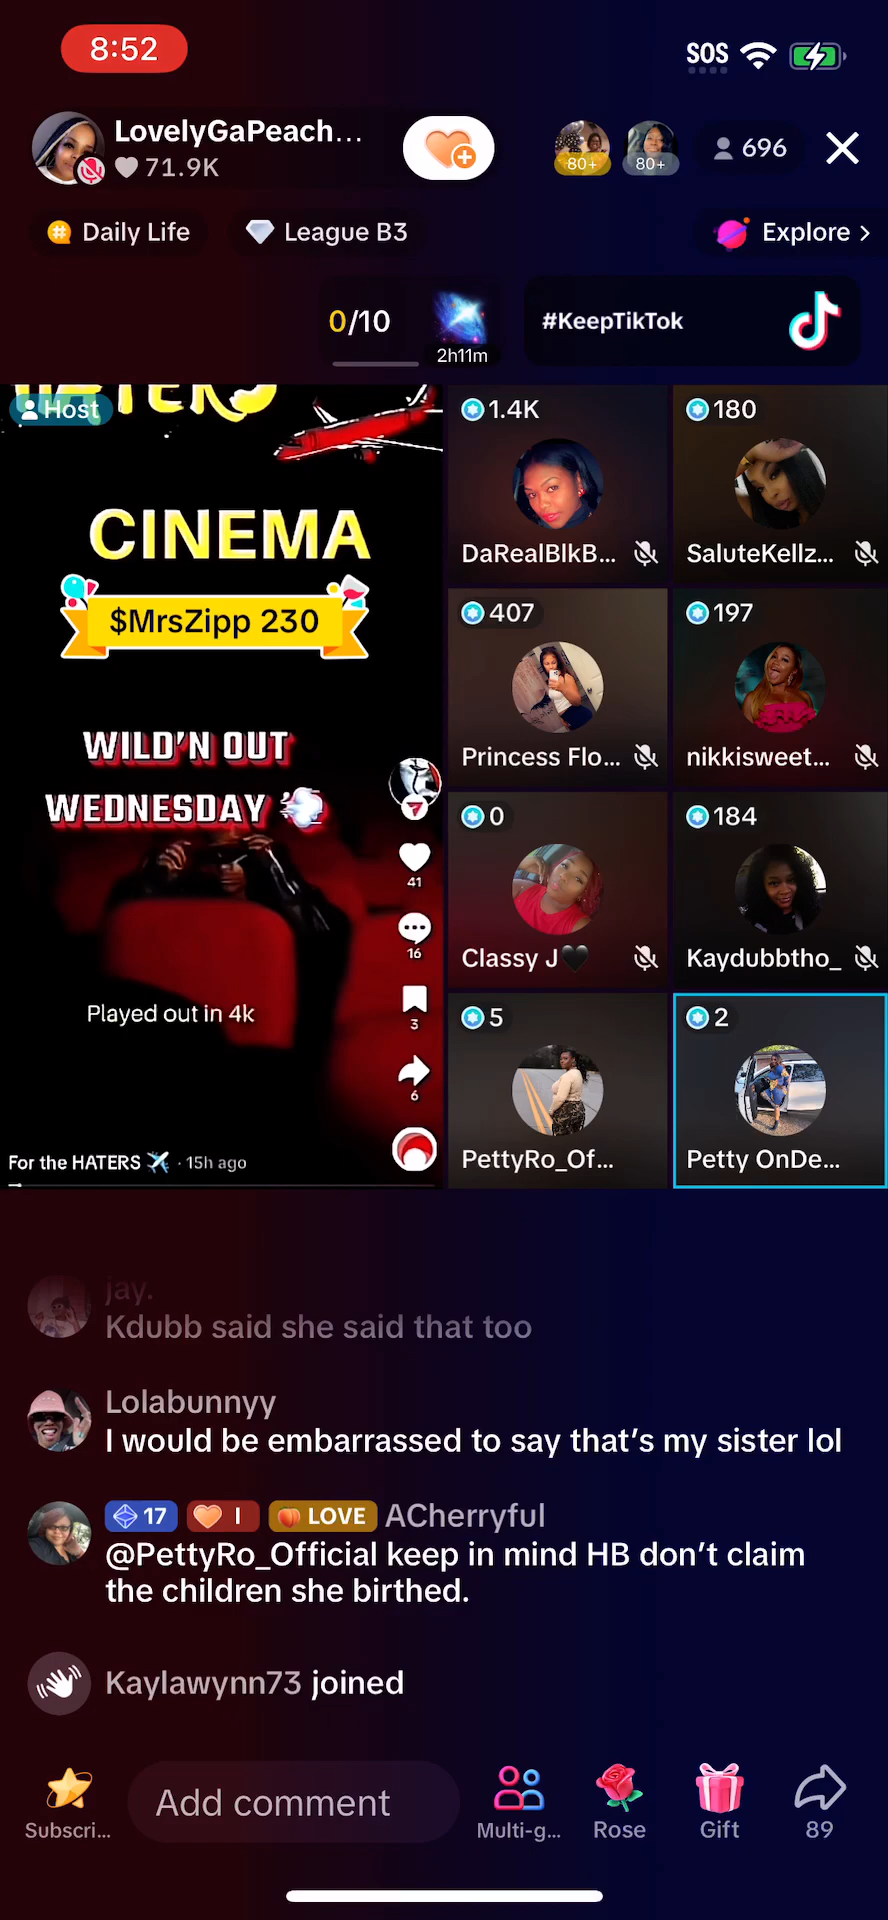 8:52
SOS
LovelyGaPeach...
71.9K
80+
80+
696
Daily Life
League B3
Explore >
0/10
2h11m
#KeepTikTok
HATERS
Host
CINEMA
$MrsZipp 230
WILD'N OUT
WEDNESDAY
41
16
3
6
Played out in 4k
For the HATERS · 15h ago
1.4K
DaRealBlkB...
180
SaluteKellz...
407
Princess Flo...
197
nikkisweet...
0
Classy J
184
Kaydubbtho_
5
PettyRo_Of...
2
Petty OnDe...
jay.
Kdubb said she said that too
Lolabunnyy
I would be embarrassed to say that's my sister lol
17 I LOVE ACherryful
@PettyRo_Official keep in mind HB don't claim
the children she birthed.
Kaylawynn73 joined
Subscri...
Add comment
Multi-g...
Rose
Gift
89